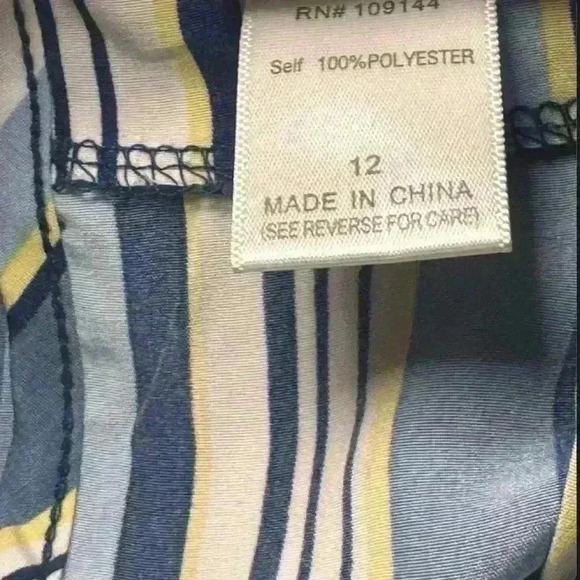 RN# 109144
Self 100%POLYESTER
12
MADE IN CHINA
(SEE REVERSE FOR CARE)